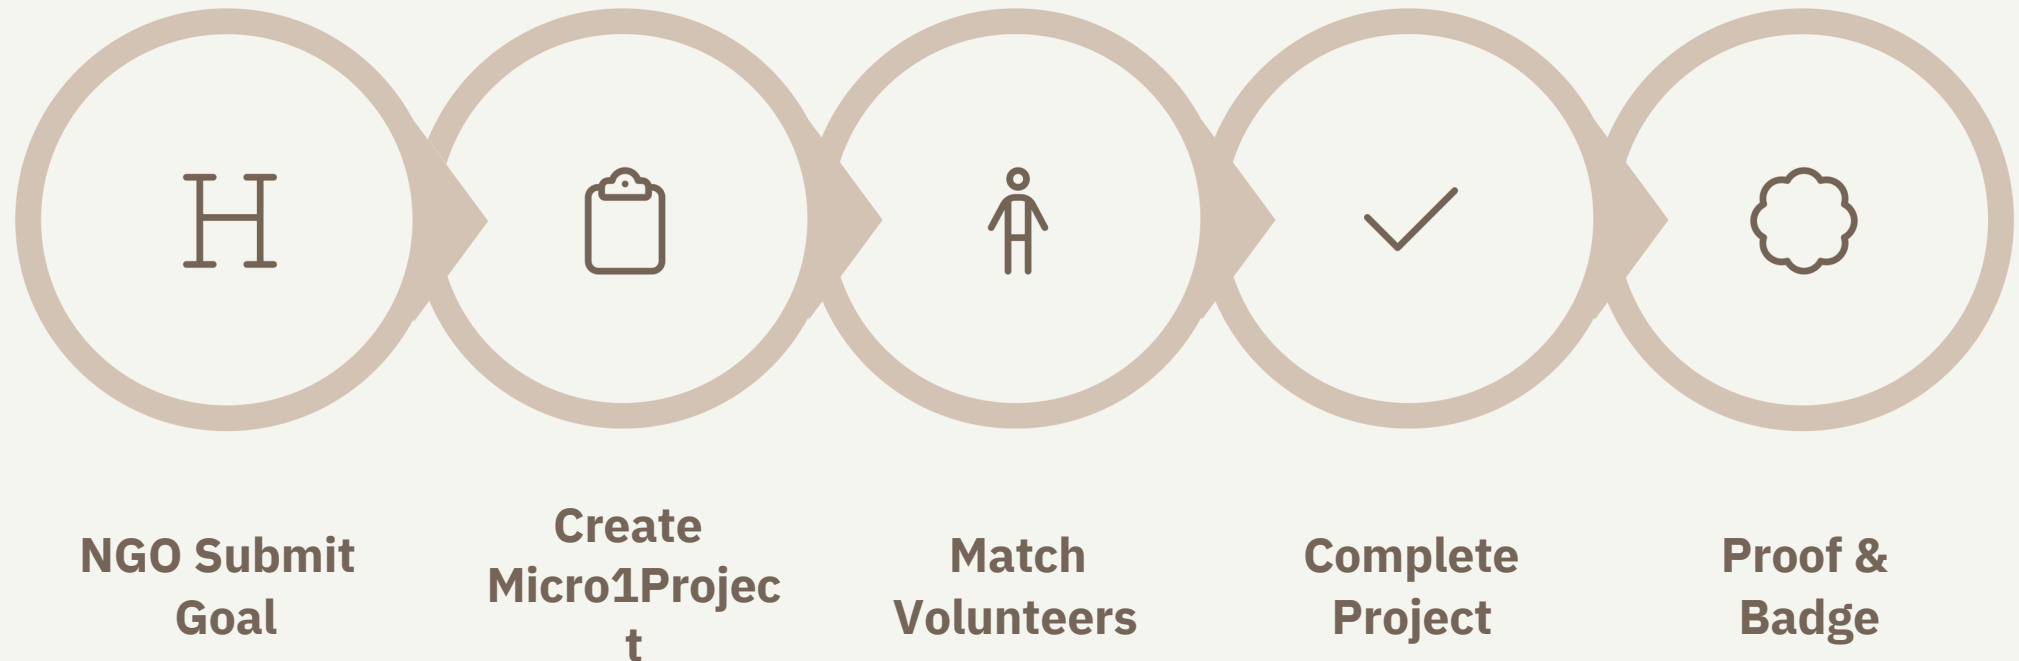 H
NGO Submit
Goal
Create
Micro1Projec
t
Match
Volunteers
Complete
Project
Proof &
Badge